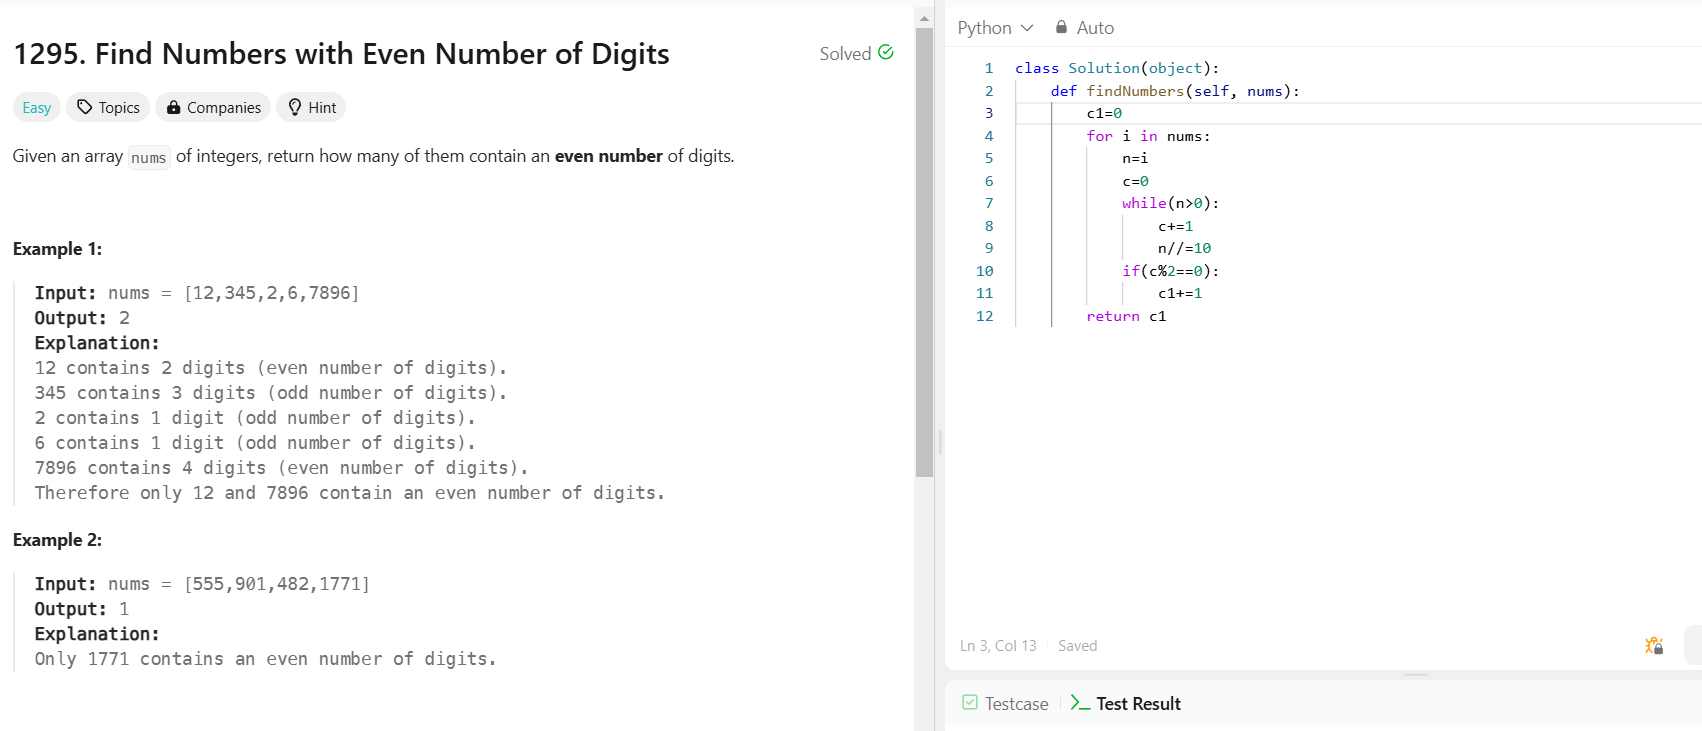 1295. Find Numbers with Even Number of Digits
Solved
Easy Topics Companies Hint
Given an array nums of integers, return how many of them contain an even number of digits.
Example 1:
Input: nums = [12,345,2,6,7896]
Output: 2
Explanation:
12 contains 2 digits (even number of digits).
345 contains 3 digits (odd number of digits).
2 contains 1 digit (odd number of digits).
6 contains 1 digit (odd number of digits).
7896 contains 4 digits (even number of digits).
Therefore only 12 and 7896 contain an even number of digits.
Example 2:
Input: nums = [555,901,482,1771]
Output: 1
Explanation:
Only 1771 contains an even number of digits.
Python Auto
1 class Solution(object):
2     def findNumbers(self, nums):
3         c1=0
4         for i in nums:
5             n=i
6             c=0
7             while(n>0):
8                 c+=1
9                 n//=10
10             if(c%2==0):
11                 c1+=1
12         return c1
Ln 3, Col 13 Saved
Testcase Test Result